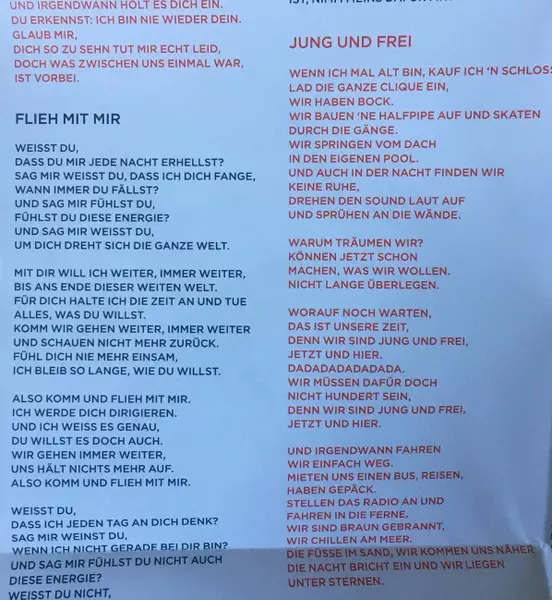 UND IRGENDWANN HOLT ES DICH EIN.
DU ERKENNST: ICH BIN NIE WIEDER DEIN.
GLAUB MIR,
DICH SO ZU SEHN TUT MIR ECHT LEID,
DOCH WAS ZWISCHEN UNS EINMAL WAR,
IST VORBEI.
FLIEH MIT MIR
WEISST DU,
DASS DU MIR JEDE NACHT ERHELLST?
SAG MIR WEISST DU, DASS ICH DICH FANGE,
WANN IMMER DU FÄLLST?
UND SAG MIR FÜHLST DU,
FÜHLST DU DIESE ENERGIE?
UND SAG MIR WEISST DU,
UM DICH DREHT SICH DIE GANZE WELT.
MIT DIR WILL ICH WEITER, IMMER WEITER,
BIS ANS ENDE DIESER WEITEN WELT.
FÜR DICH HALTE ICH DIE ZEIT AN UND TUE
ALLES, WAS DU WILLST.
KOMM WIR GEHEN WEITER, IMMER WEITER
UND SCHAUEN NICHT MEHR ZURÜCK.
FÜHL DICH NIE MEHR EINSAM,
ICH BLEIB SO LANGE, WIE DU WILLST.
ALSO KOMM UND FLIEH MIT MIR.
ICH WERDE DICH DIRIGIEREN.
UND ICH WEISS ES GENAU,
DU WILLST ES DOCH AUCH.
WIR GEHEN IMMER WEITER,
UNS HÄLT NICHTS MEHR AUF.
ALSO KOMM UND FLIEH MIT MIR.
WEISST DU,
DASS ICH JEDEN TAG AN DICH DENK?
SAG MIR WEINST DU,
WENN ICH NICHT GERADE BEI DIR BIN?
UND SAG MIR FÜHLST DU NICHT AUCH
DIESE ENERGIE?
WEISST DU NICHT,
JUNG UND FREI
WENN ICH MAL ALT BIN, KAUF ICH 'N SCHLOSS
LAD DIE GANZE CLIQUE EIN,
WIR HABEN BOCK.
WIR BAUEN 'NE HALFPIPE AUF UND SKATEN
DURCH DIE GÄNGE.
WIR SPRINGEN VOM DACH
IN DEN EIGENEN POOL.
UND AUCH IN DER NACHT FINDEN WIR
KEINE RUHE,
DREHEN DEN SOUND LAUT AUF
UND SPRÜHEN AN DIE WÄNDE.
WARUM TRÄUMEN WIR?
KÖNNEN JETZT SCHON
MACHEN, WAS WIR WOLLEN.
NICHT LANGE ÜBERLEGEN.
WORAUF NOCH WARTEN,
DAS IST UNSERE ZEIT,
DENN WIR SIND JUNG UND FREI,
JETZT UND HIER.
DADADADADADADA.
WIR MÜSSEN DAFÜR DOCH
NICHT HUNDERT SEIN,
DENN WIR SIND JUNG UND FREI,
JETZT UND HIER.
UND IRGENDWANN FAHREN
WIR EINFACH WEG.
MIETEN UNS EINEN BUS, REISEN,
HABEN GEPÄCK.
STELLEN DAS RADIO AN UND
FAHREN IN DIE FERNE.
WIR SIND BRAUN GEBRANNT,
WIR CHILLEN AM MEER.
DIE FÜSSE IM SAND, WIR KOMMEN UNS NÄHER
DIE NACHT BRICHT EIN UND WIR LIEGEN
UNTER STERNEN.